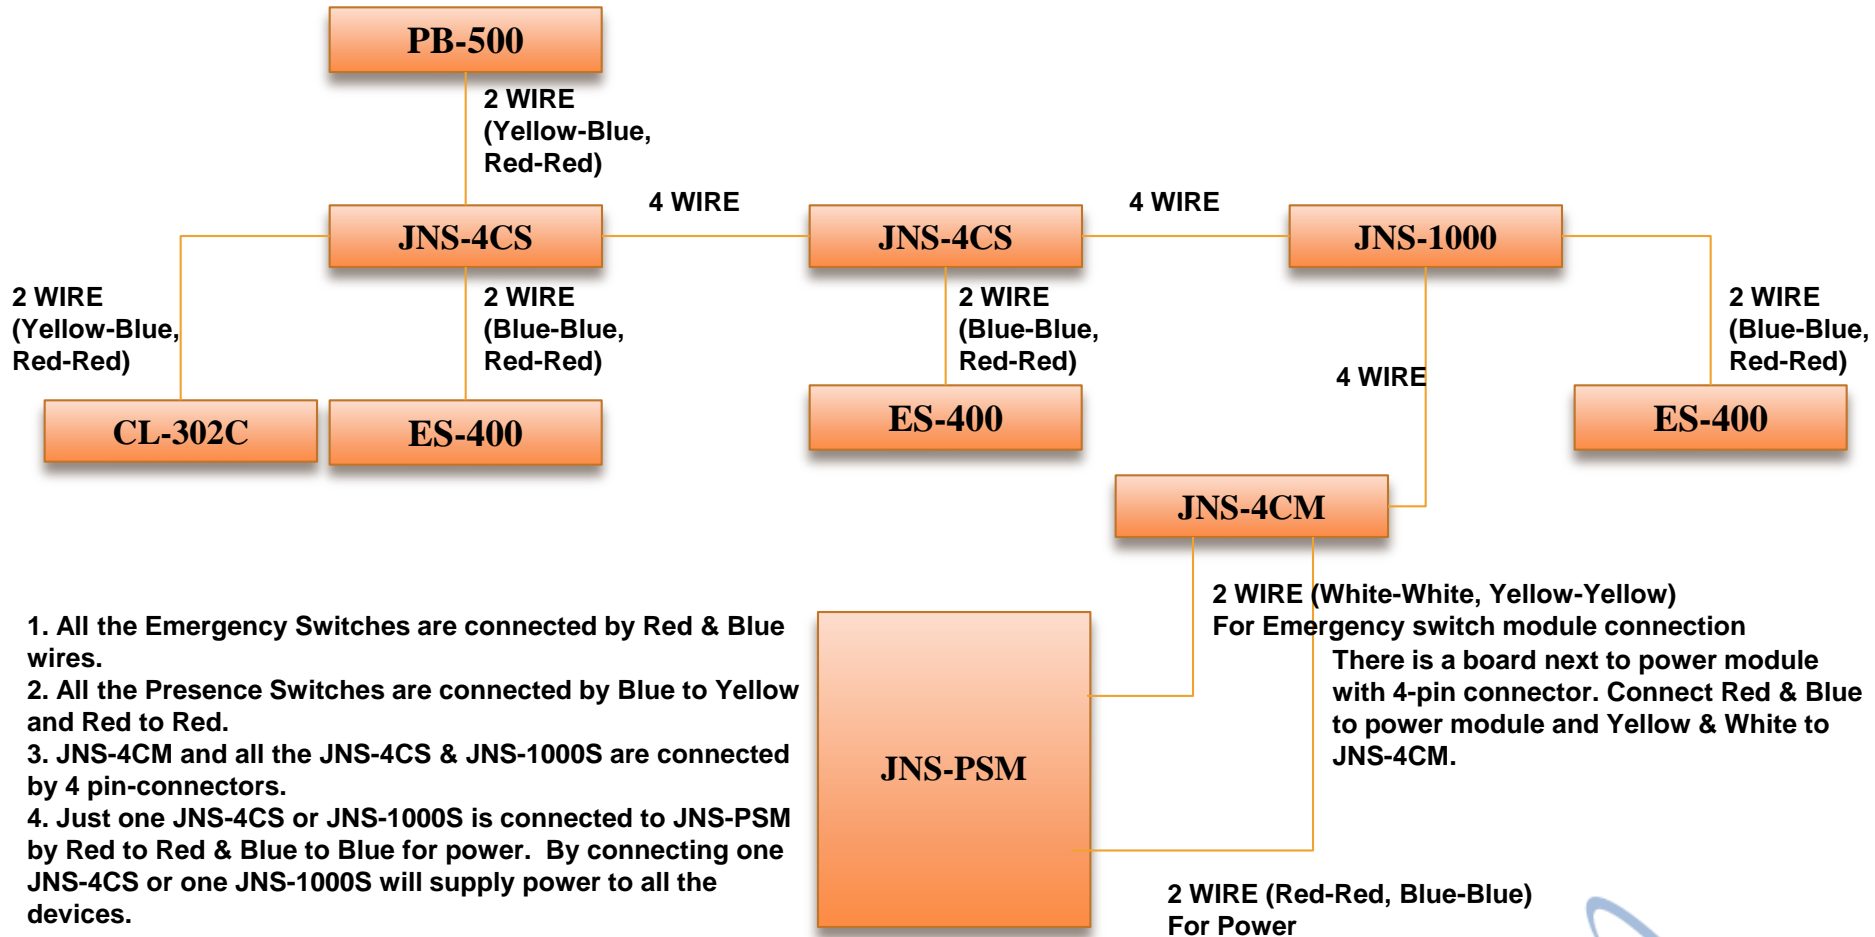 PB-500
2 WIRE
(Yellow-Blue,
Red-Red)
JNS-4CS
4 WIRE
JNS-4CS
4 WIRE
JNS-1000
2 WIRE
(Yellow-Blue,
Red-Red)
2 WIRE
(Blue-Blue,
Red-Red)
2 WIRE
(Blue-Blue,
Red-Red)
4 WIRE
2 WIRE
(Blue-Blue,
Red-Red)
CL-302C
ES-400
ES-400
ES-400
JNS-4CM
2 WIRE (White-White, Yellow-Yellow)
For Emergency switch module connection
There is a board next to power module
with 4-pin connector. Connect Red & Blue
to power module and Yellow & White to
JNS-4CM.
JNS-PSM
2 WIRE (Red-Red, Blue-Blue)
For Power
1. All the Emergency Switches are connected by Red & Blue
wires.
2. All the Presence Switches are connected by Blue to Yellow
and Red to Red.
3. JNS-4CM and all the JNS-4CS & JNS-1000S are connected
by 4 pin-connectors.
4. Just one JNS-4CS or JNS-1000S is connected to JNS-PSM
by Red to Red & Blue to Blue for power.  By connecting one
JNS-4CS or one JNS-1000S will supply power to all the
devices.